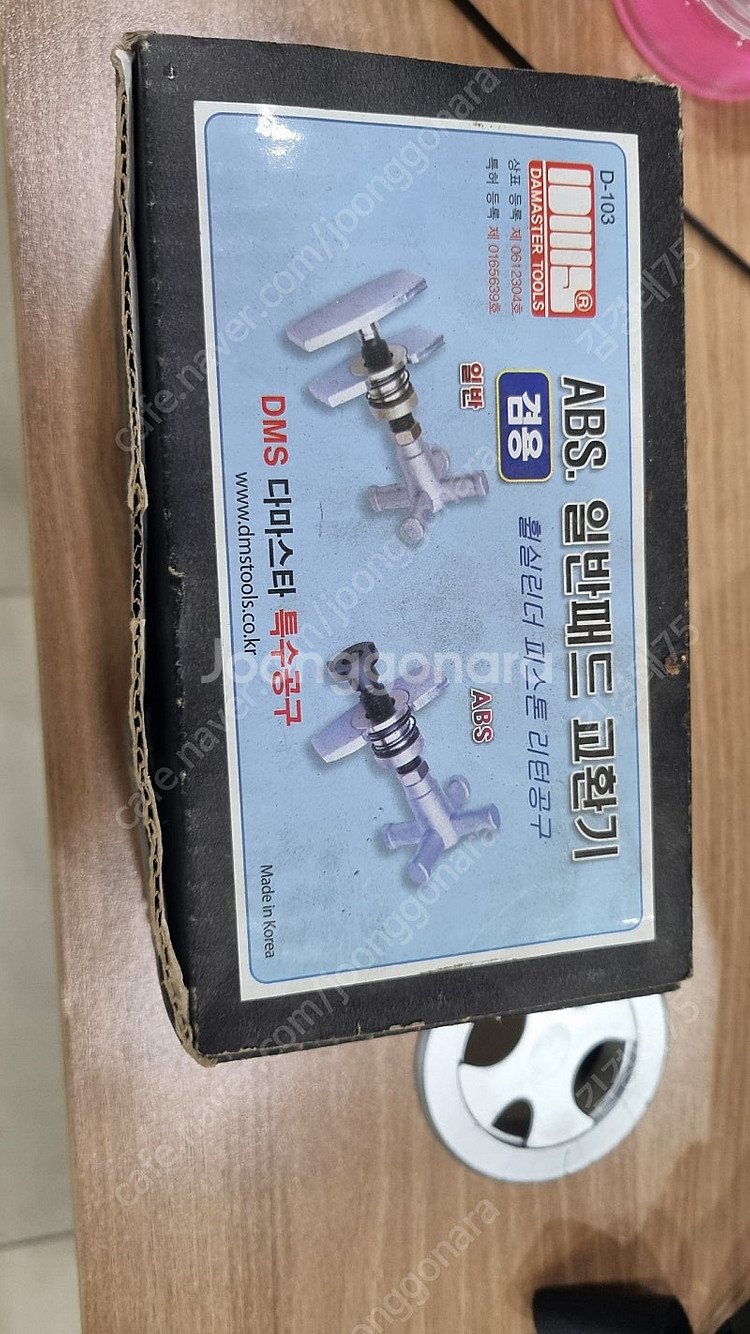 D-103
DMS®
DAMASTER TOOLS
상표 등록 제 0612304호
특허 등록 제 0165639호
ABS. 일반패드 교환기
겸용
휠실린더 피스톤 리턴공구
일반
ABS
DMS 다마스타 특수공구
www.dmstools.co.kr
Made in Korea
Joonggonara
cafe.naver.com/joonggonara